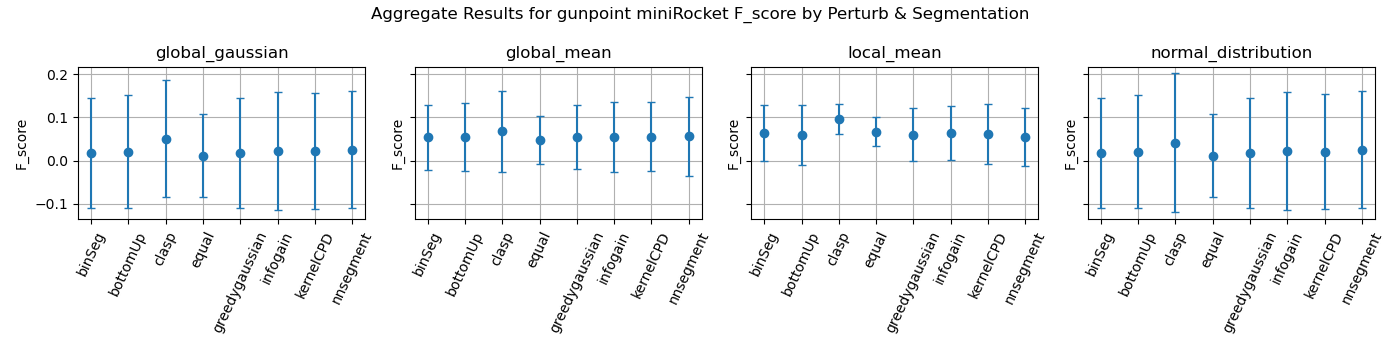 Aggregate Results for gunpoint miniRocket F_score by Perturb & Segmentation
global_gaussian
F_score
0.2
0.1
0.0
−0.1
binSeg
bottomUp
clasp
equal
greedygaussian
infogain
kernelCPD
nnsegment
global_mean
F_score
binSeg
bottomUp
clasp
equal
greedygaussian
infogain
kernelCPD
nnsegment
local_mean
F_score
binSeg
bottomUp
clasp
equal
greedygaussian
infogain
kernelCPD
nnsegment
normal_distribution
F_score
binSeg
bottomUp
clasp
equal
greedygaussian
infogain
kernelCPD
nnsegment